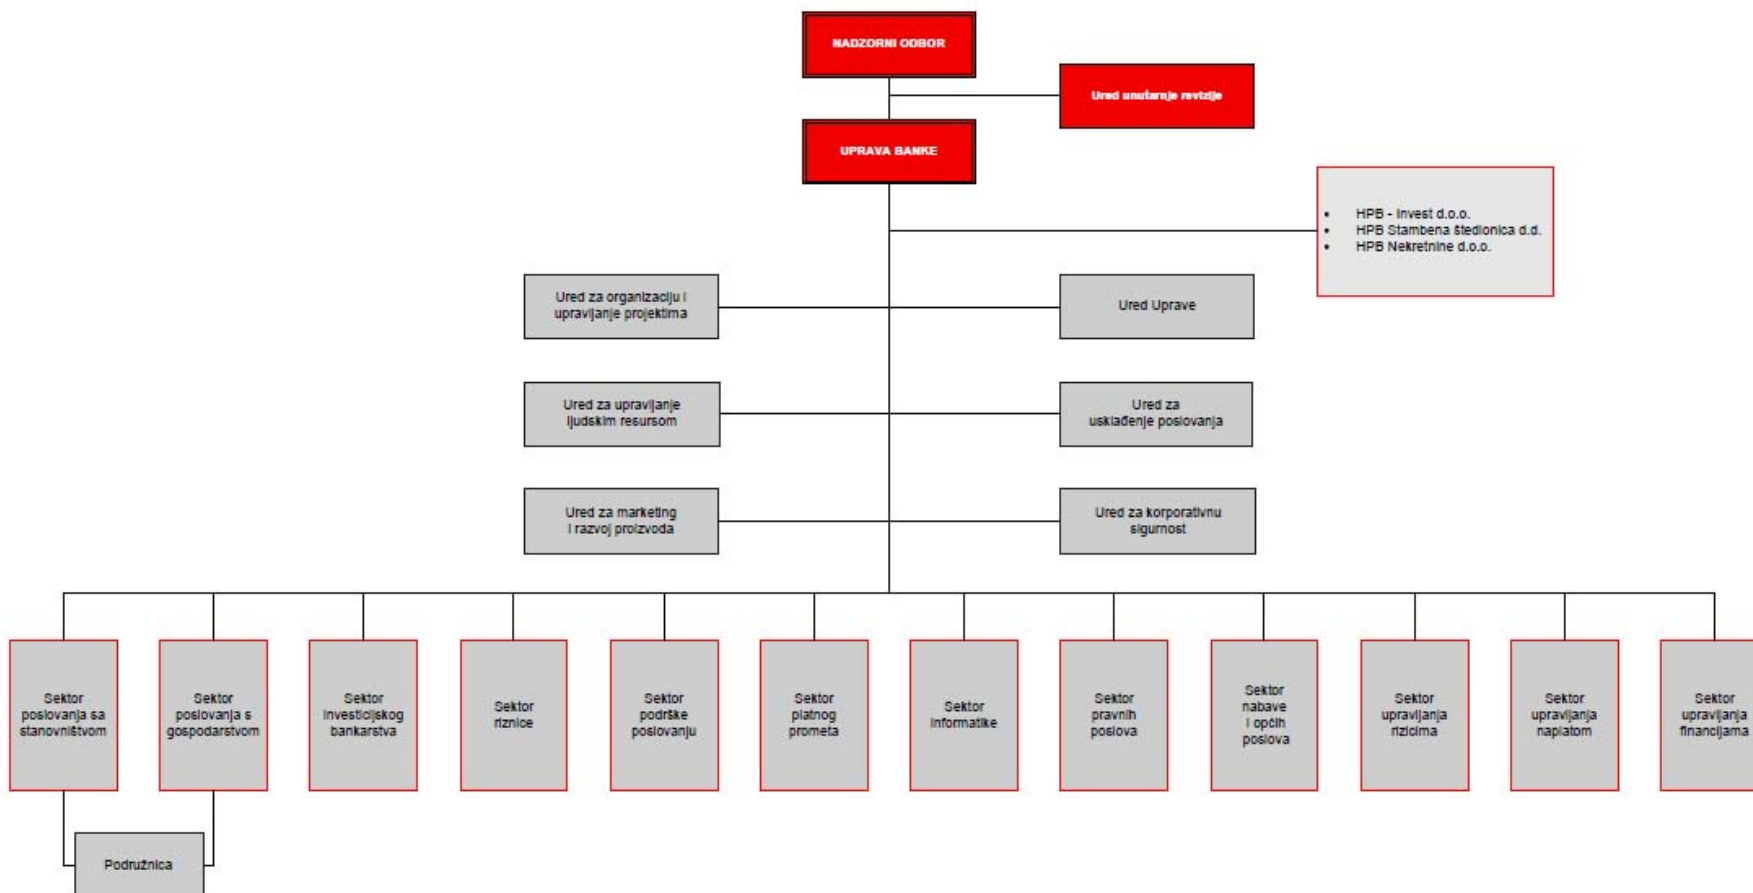 NADZORNI ODBOR
Ured unutarnje revizije
UPRAVA BANKE
• HPB - Invest d.o.o.
• HPB Stambena štedionica d.d.
• HPB Nekretnine d.o.o.
Ured za organizaciju i
upravljanje projektima
Ured Uprave
Ured za upravljanje
ljudskim resursom
Ured za
usklađenje poslovanja
Ured za marketing
i razvoj proizvoda
Ured za korporativnu
sigurnost
Sektor
poslovanja sa
stanovništvom
Sektor
poslovanja s
gospodarstvom
Sektor
investicijskog
bankarstva
Sektor
riznice
Sektor
podrške
poslovanju
Sektor
platnog
prometa
Sektor
informatike
Sektor
pravnih
poslova
Sektor
nabave
i općih
poslova
Sektor
upravljanja
rizicima
Sektor
upravljanja
naplatom
Sektor
upravljanja
financijama
Podružnica